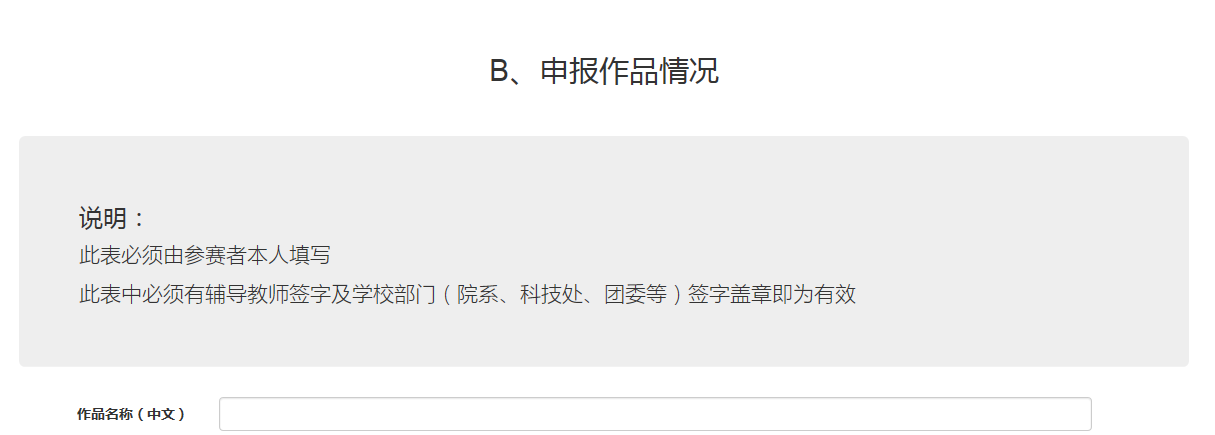 B、申报作品情况
说明：
此表必须由参赛者本人填写
此表中必须有辅导教师签字及学校部门（院系、科技处、团委等）签字盖章即为有效
作品名称（中文）